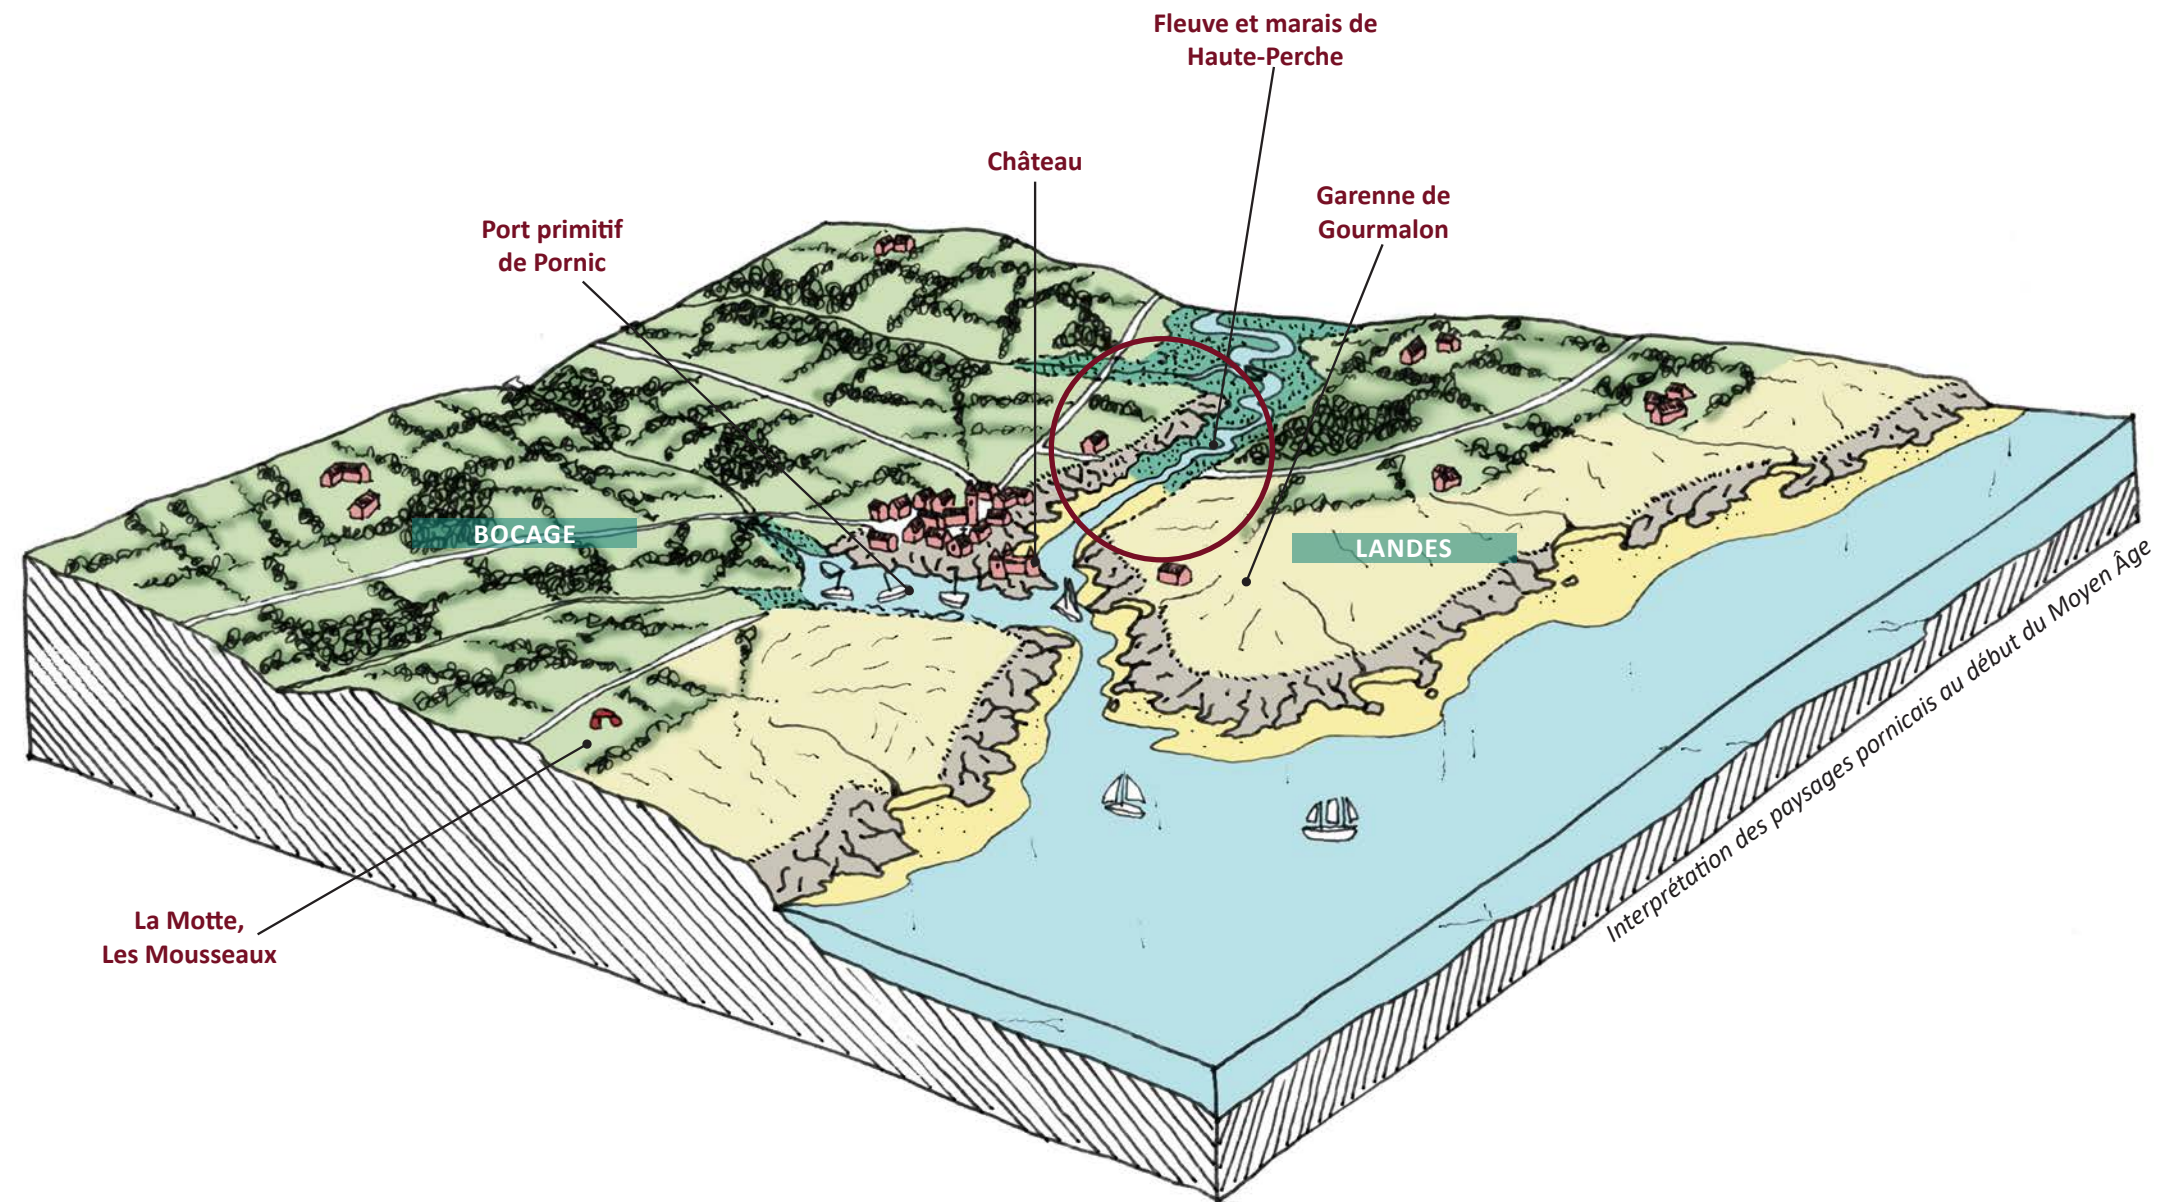 Fleuve et marais de
Haute-Perche
Château
Garenne de
Gourmalon
Port primitif
de Pornic
BOCAGE
LANDES
La Motte,
Les Mousseaux
Interprétation des paysages pornicais au début du Moyen Âge